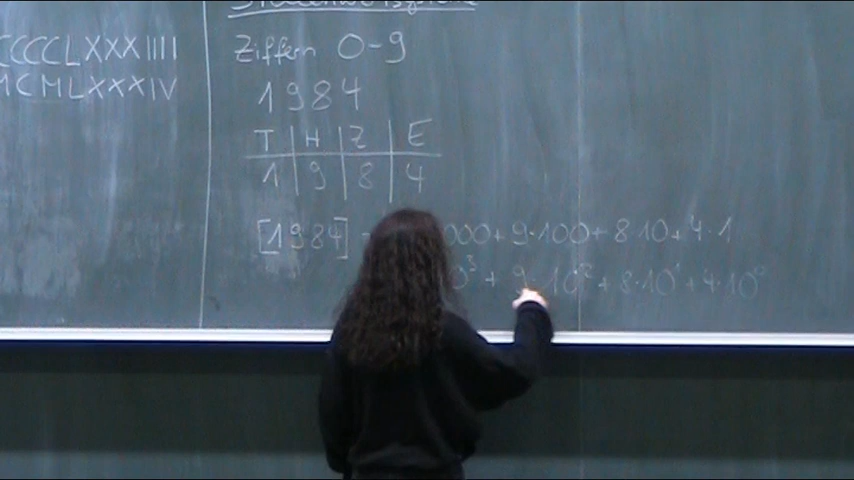 CCCCLXXXIIII
MCMLXXXIV
Ziffern 0-9
1984
T H Z E
1 9 8 4
[1984] 000+9·100+8·10+4·1
0³ + 9·10² + 8·10¹ + 4·10⁰